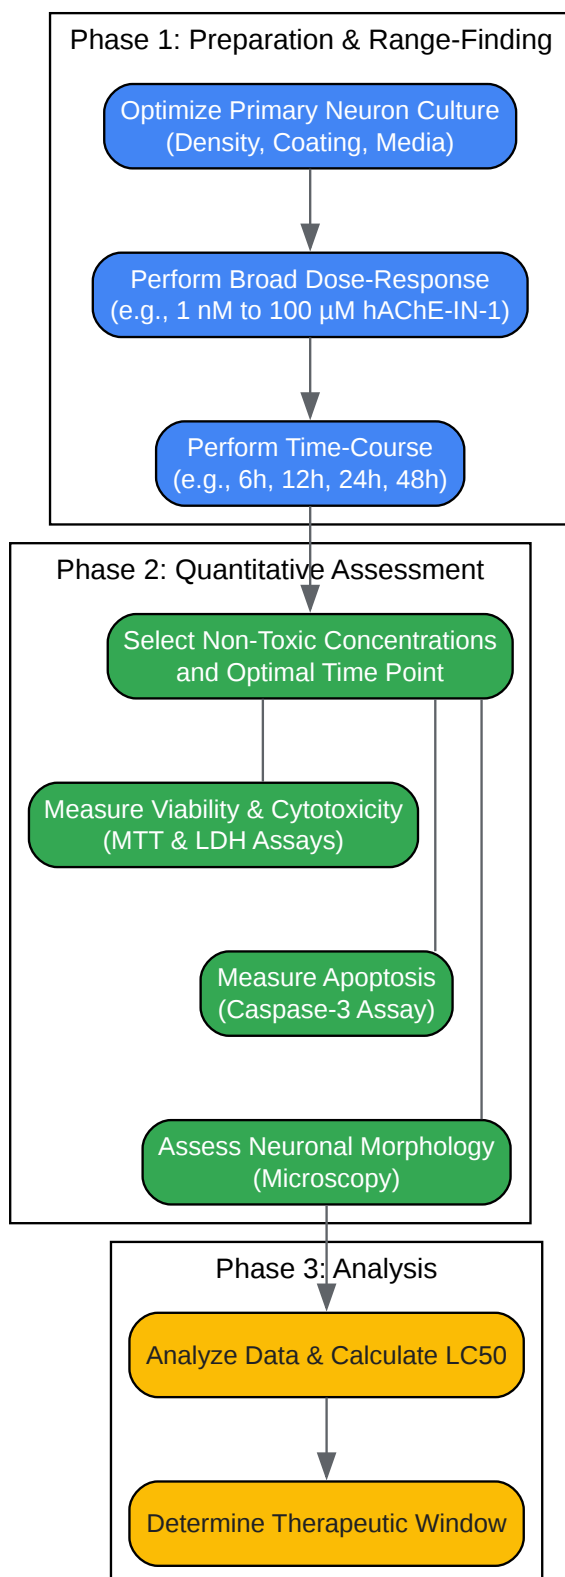 Phase 1: Preparation & Range-Finding
Optimize Primary Neuron Culture
(Density, Coating, Media)
Perform Broad Dose-Response
(e.g., 1 nM to 100 µM hAChE-IN-1)
Perform Time-Course
(e.g., 6h, 12h, 24h, 48h)
Phase 2: Quantitative Assessment
Select Non-Toxic Concentrations
and Optimal Time Point
Measure Viability & Cytotoxicity
(MTT & LDH Assays)
Measure Apoptosis
(Caspase-3 Assay)
Assess Neuronal Morphology
(Microscopy)
Phase 3: Analysis
Analyze Data & Calculate LC50
Determine Therapeutic Window